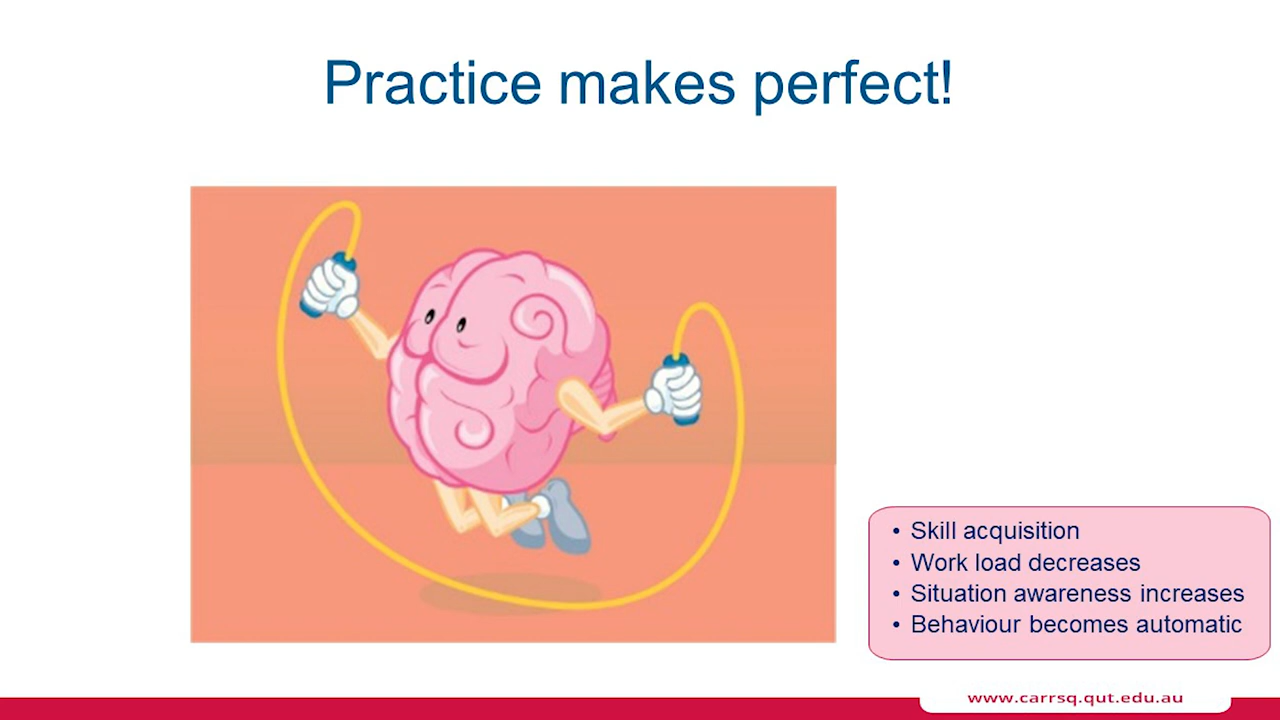 Practice makes perfect!
• Skill acquisition
• Work load decreases
• Situation awareness increases
• Behaviour becomes automatic
www.carrsq.qut.edu.au